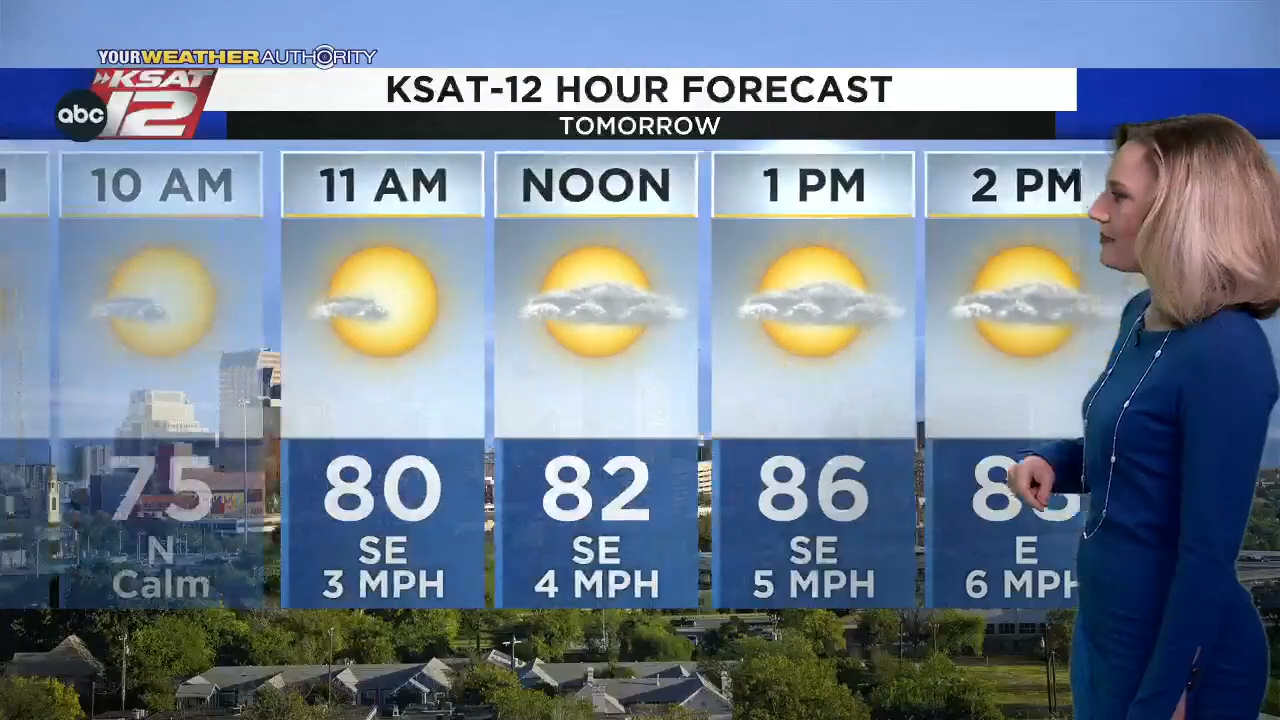 YOURWEATHERAUTHORITY
KSAT
abc 12
KSAT-12 HOUR FORECAST
TOMORROW
10 AM 11 AM NOON 1 PM 2 PM
75 80 82 86
N SE SE SE E
Calm 3 MPH 4 MPH 5 MPH 6 MPH